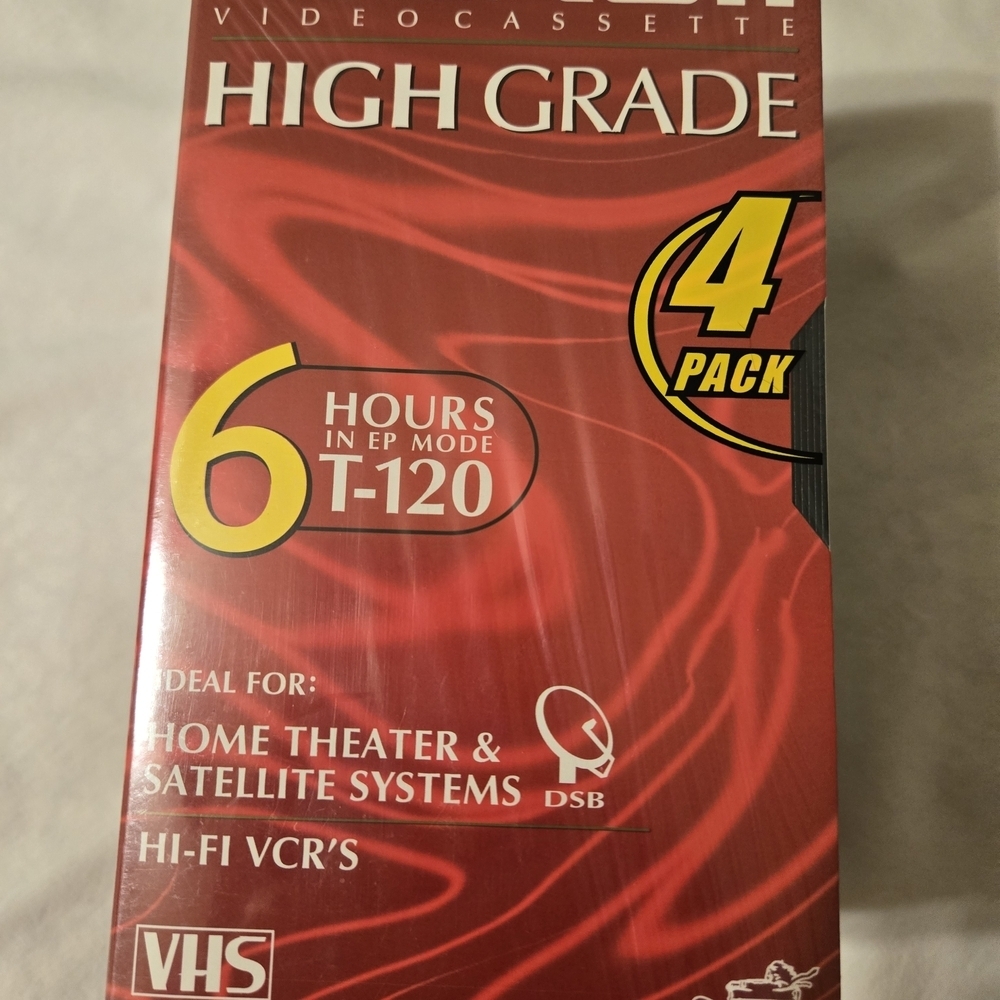 VIDEOCASSETTE
HIGH GRADE
4
PACK
6
HOURS
IN EP MODE
T-120
IDEAL FOR:
HOME THEATER &
SATELLITE SYSTEMS
DSB
HI-FI VCR'S
VHS